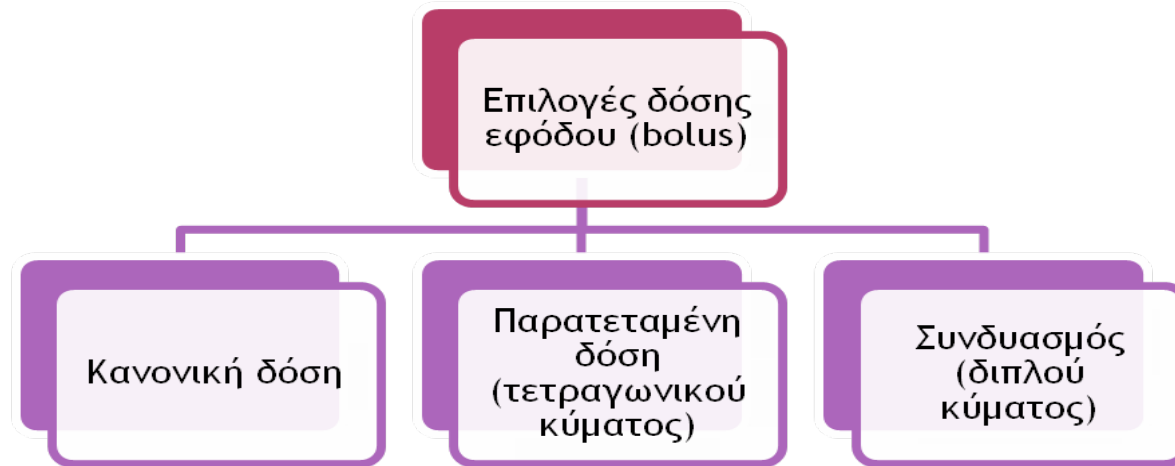 Επιλογές δόσης
εφόδου (bolus)
Κανονική δόση
Παρατεταμένη
δόση
(τετραγωνικού
κύματος)
Συνδυασμός
(διπλού
κύματος)